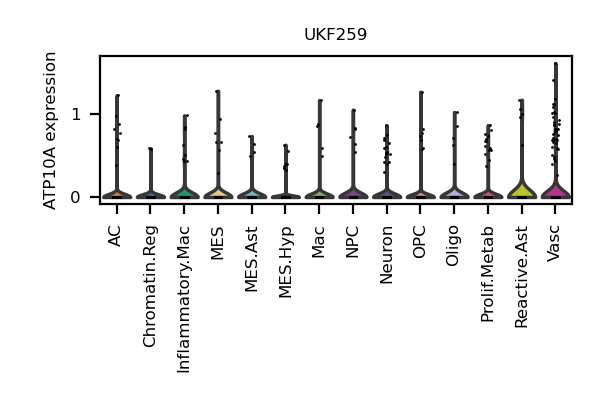 UKF259
ATP10A expression
1
0
AC
Chromatin.Reg
Inflammatory.Mac
MES
MES.Ast
MES.Hyp
Mac
NPC
Neuron
OPC
Oligo
Prolif.Metab
Reactive.Ast
Vasc